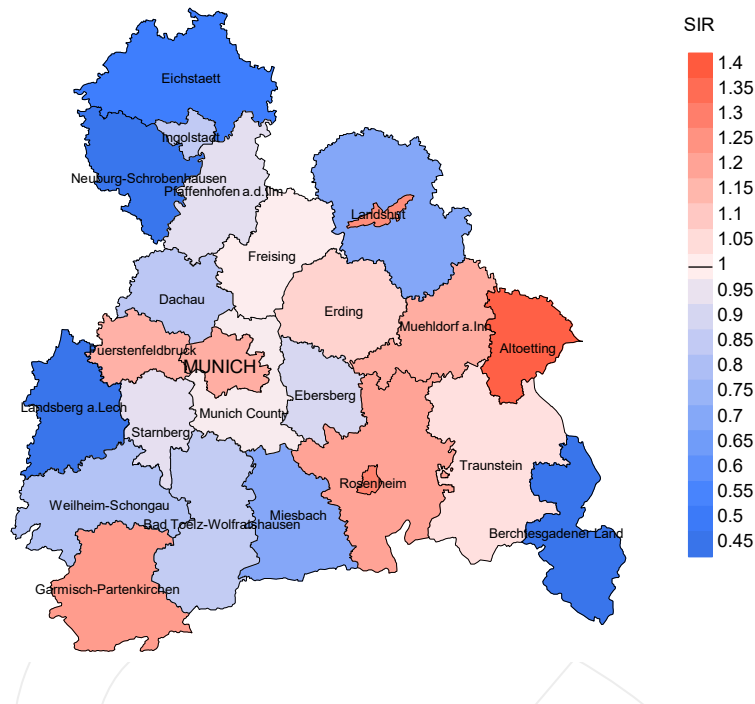 SIR
1.4
1.35
1.3
1.25
1.2
1.15
1.1
1.05
1
0.95
0.9
0.85
0.8
0.75
0.7
0.65
0.6
0.55
0.5
0.45
Eichstaett
Ingolstadt
Neuburg-Schrobenhausen
Pfaffenhofen a.d.Ilm
Landshut
Freising
Dachau
Erding
Muehldorf a.Inn
Altoetting
Fuerstenfeldbruck
MUNICH
Ebersberg
Landsberg a.Lech
Munich County
Starnberg
Traunstein
Rosenheim
Weilheim-Schongau
Miesbach
Bad Toelz-Wolfratshausen
Berchtesgadener Land
Garmisch-Partenkirchen